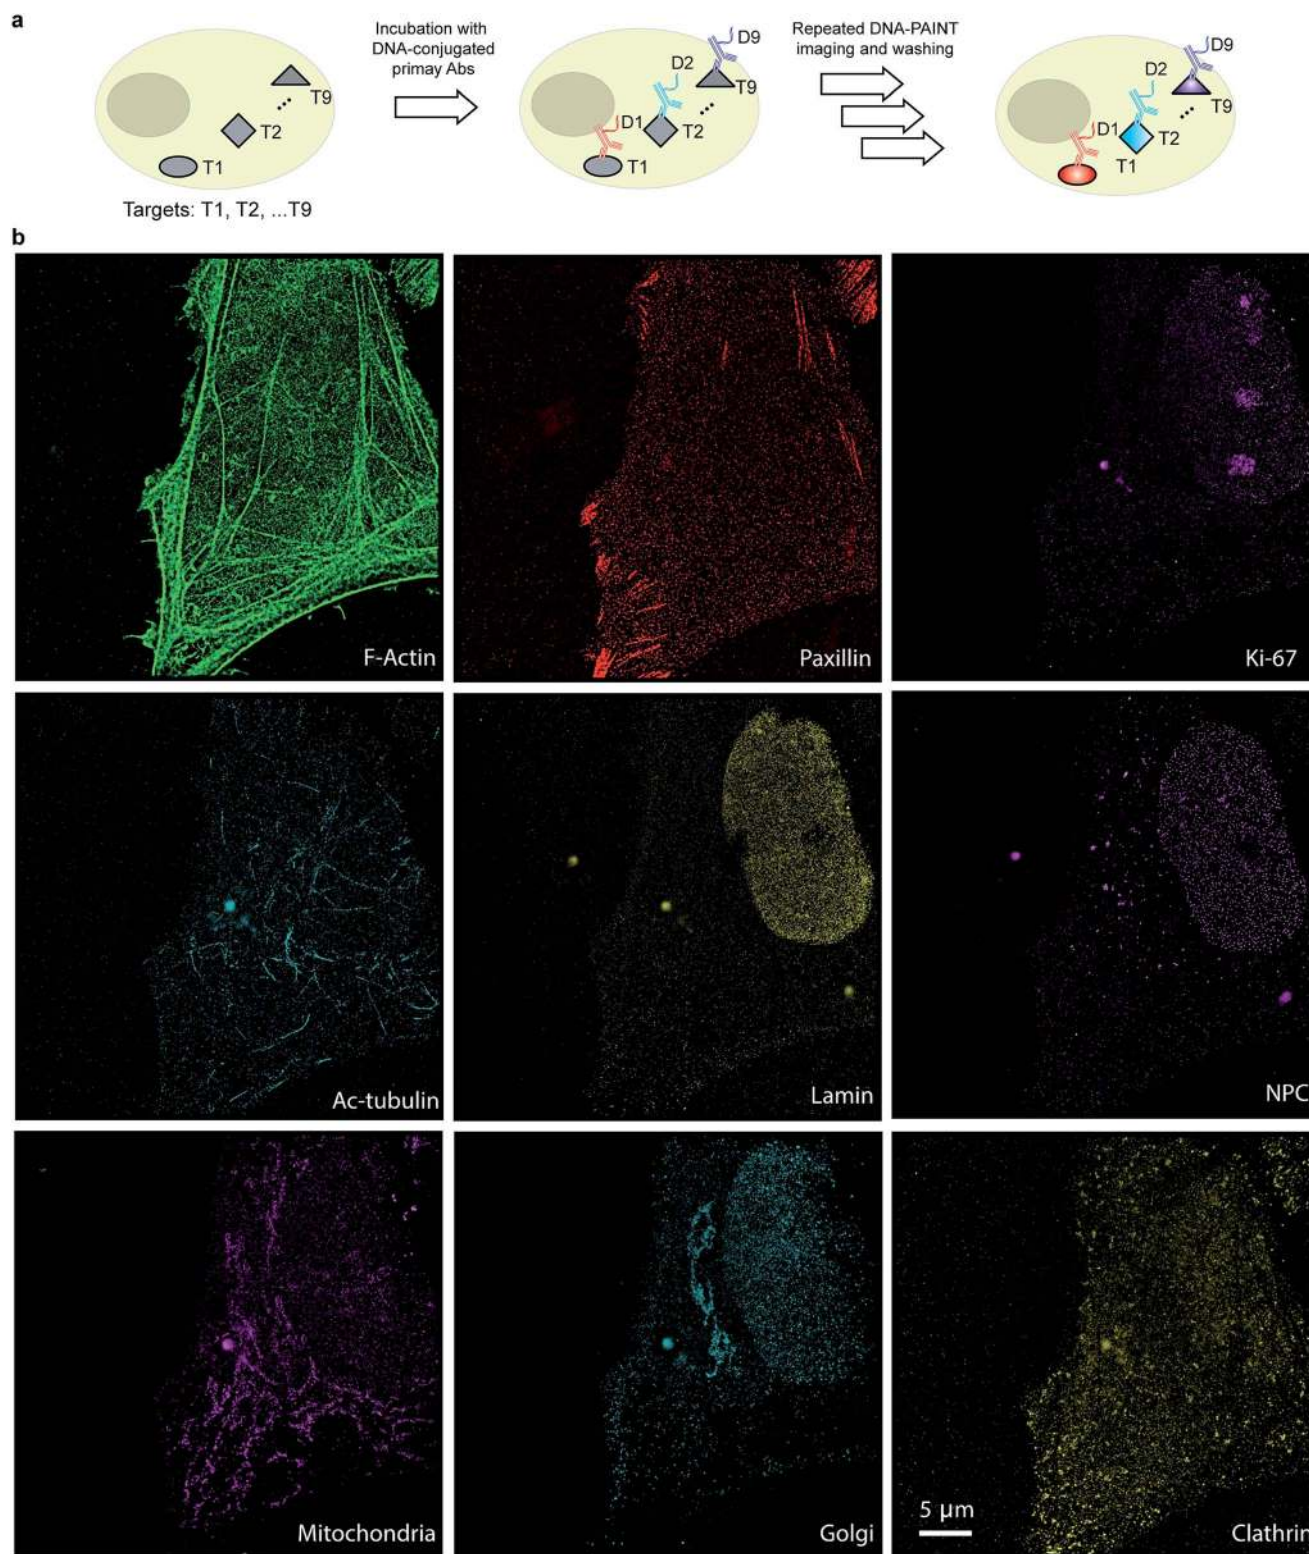 a
Incubation with
DNA-conjugated
primay Abs
Repeated DNA-PAINT
imaging and washing
T9
T2
T1
D9
D2
T9
D1
T2
T1
D9
D2
T9
D1
T2
T1
Targets: T1, T2, ...T9
b
F-Actin
Paxillin
Ki-67
Ac-tubulin
Lamin
NPC
Mitochondria
Golgi
5 μm
Clathrin